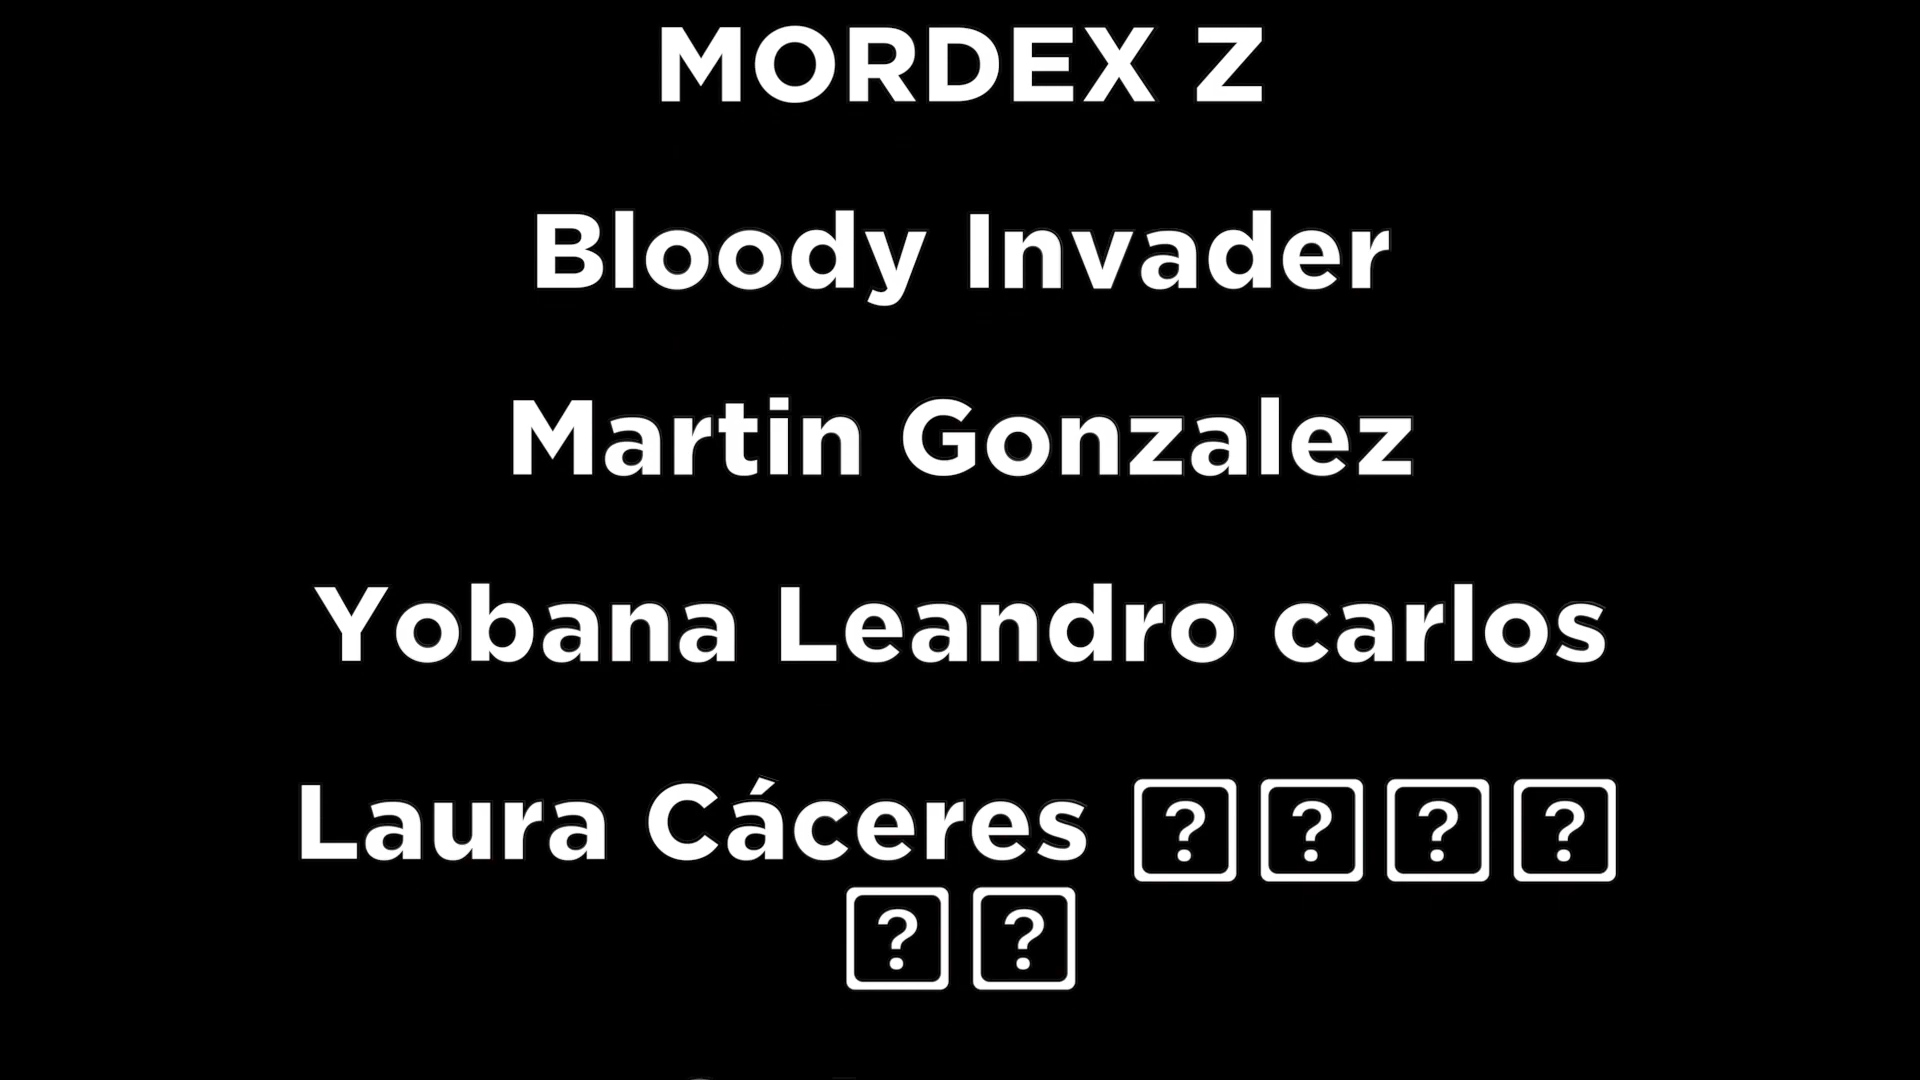 MORDEX Z
Bloody Invader
Martin Gonzalez
Yobana Leandro carlos
Laura Cáceres ⍰⍰⍰⍰
⍰⍰